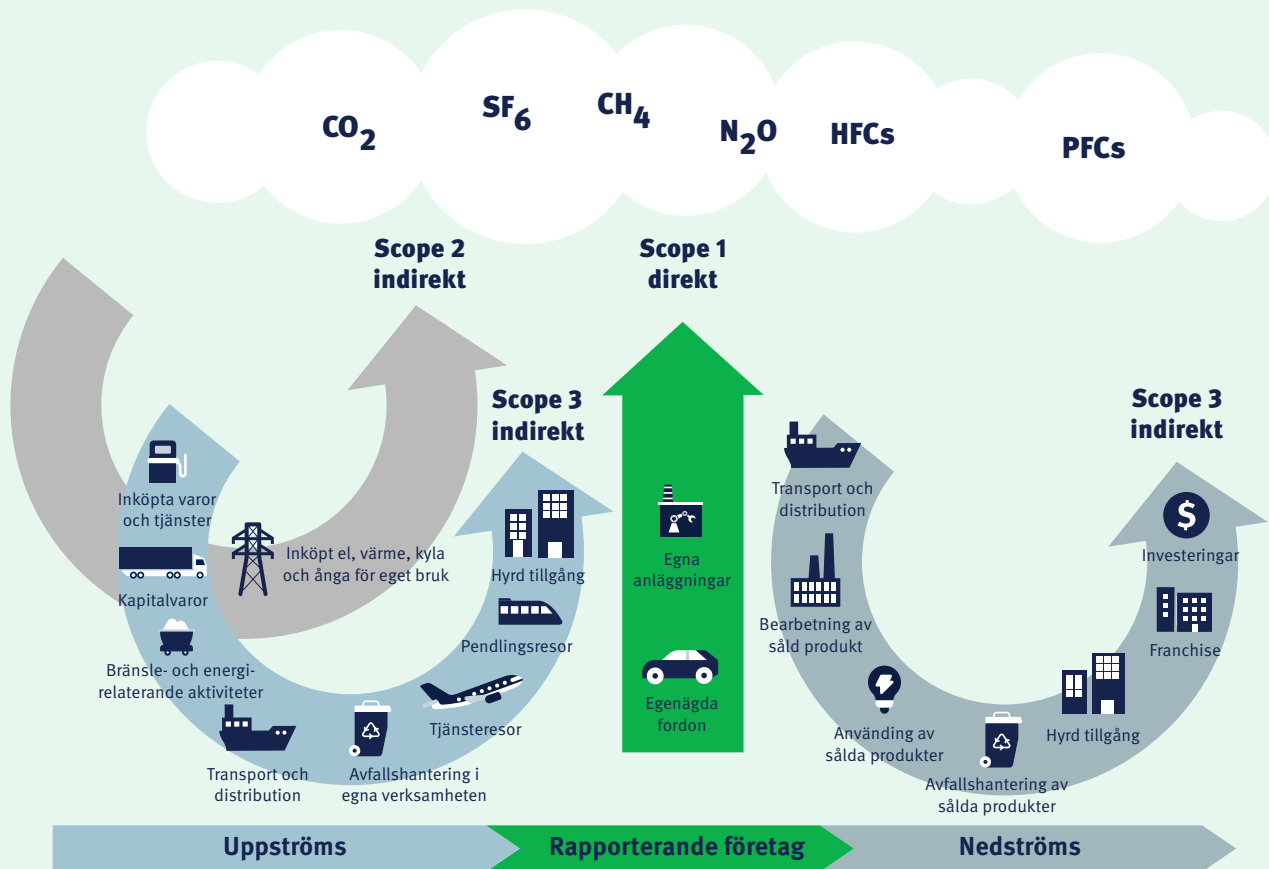 CO2
SF6
CH4
N2O
HFCs
PFCs
Scope 2
indirekt
Scope 1
direkt
Scope 3
indirekt
Scope 3
indirekt
Inköpta varor
och tjänster
Kapitalvaror
Bränsle- och energi-
relaterande aktiviteter
Transport och
distribution
Avfallshantering i
egna verksamheten
Tjänsteresor
Pendlingsresor
Hyrd tillgång
Inköpt el, värme, kyla
och ånga för eget bruk
Egna
anläggningar
Egenägda
fordon
Transport och
distribution
Bearbetning av
såld produkt
Använding av
sålda produkter
Avfallshantering av
sålda produkter
Hyrd tillgång
Franchise
$
Investeringar
Uppströms
Rapporterande företag
Nedströms